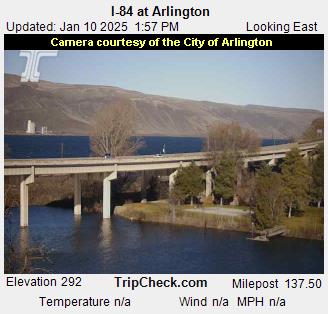 I-84 at Arlington
Updated: Jan 10 2025 1:57 PM Looking East
Camera courtesy of the City of Arlington
Elevation 292 TripCheck.com Milepost 137.50
Temperature n/a Wind n/a MPH n/a